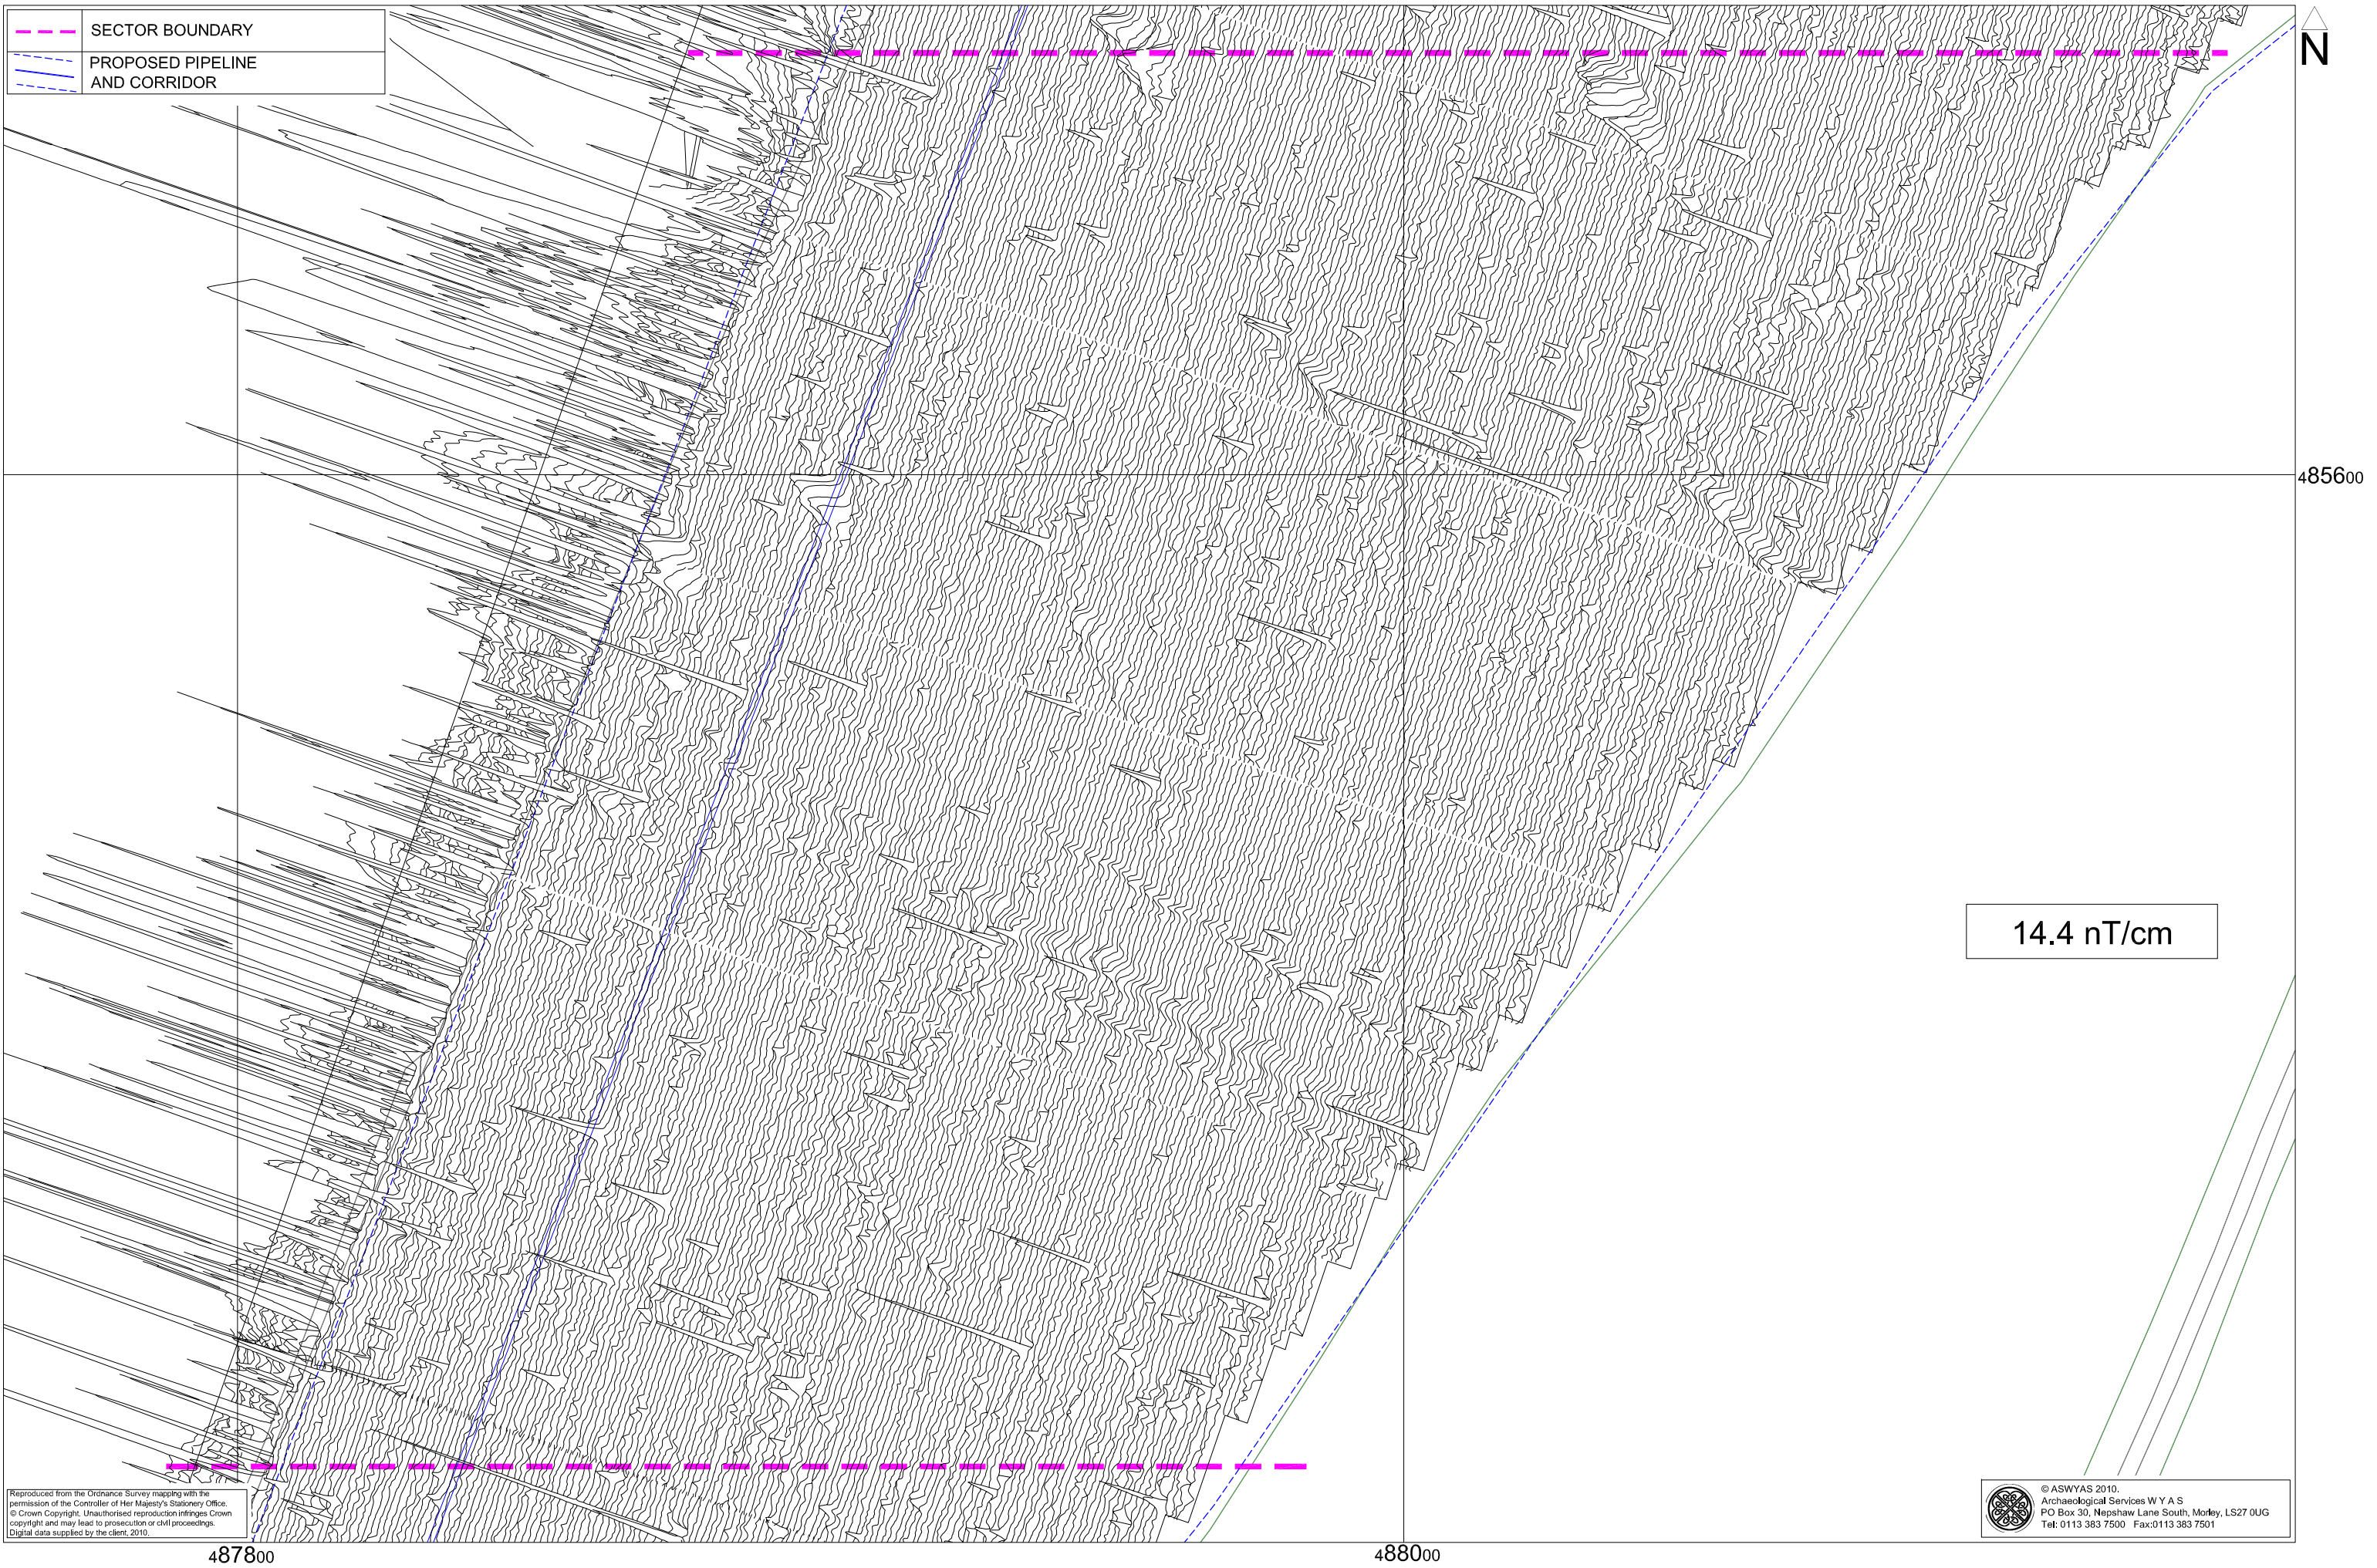 SECTOR BOUNDARY
PROPOSED PIPELINE
AND CORRIDOR
N
485600
14.4 nT/cm
Reproduced from the Ordnance Survey mapping with the
permission of the Controller of Her Majesty's Stationery Office.
© Crown Copyright. Unauthorised reproduction infringes Crown
copyright and may lead to prosecution or civil proceedings.
Digital data supplied by the client, 2010.
© ASWYAS 2010.
Archaeological Services W Y A S
PO Box 30, Nepshaw Lane South, Morley, LS27 0UG
Tel: 0113 383 7500 Fax:0113 383 7501
487800
488000